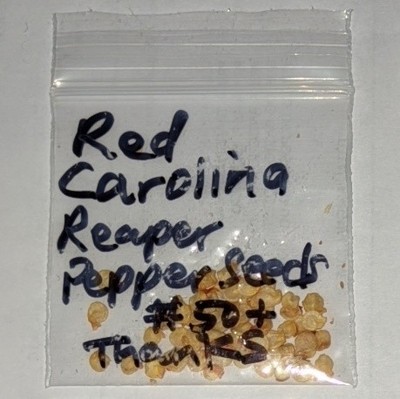 Red
Carolina
Reaper
Pepper Seeds
# 50+
Thanks